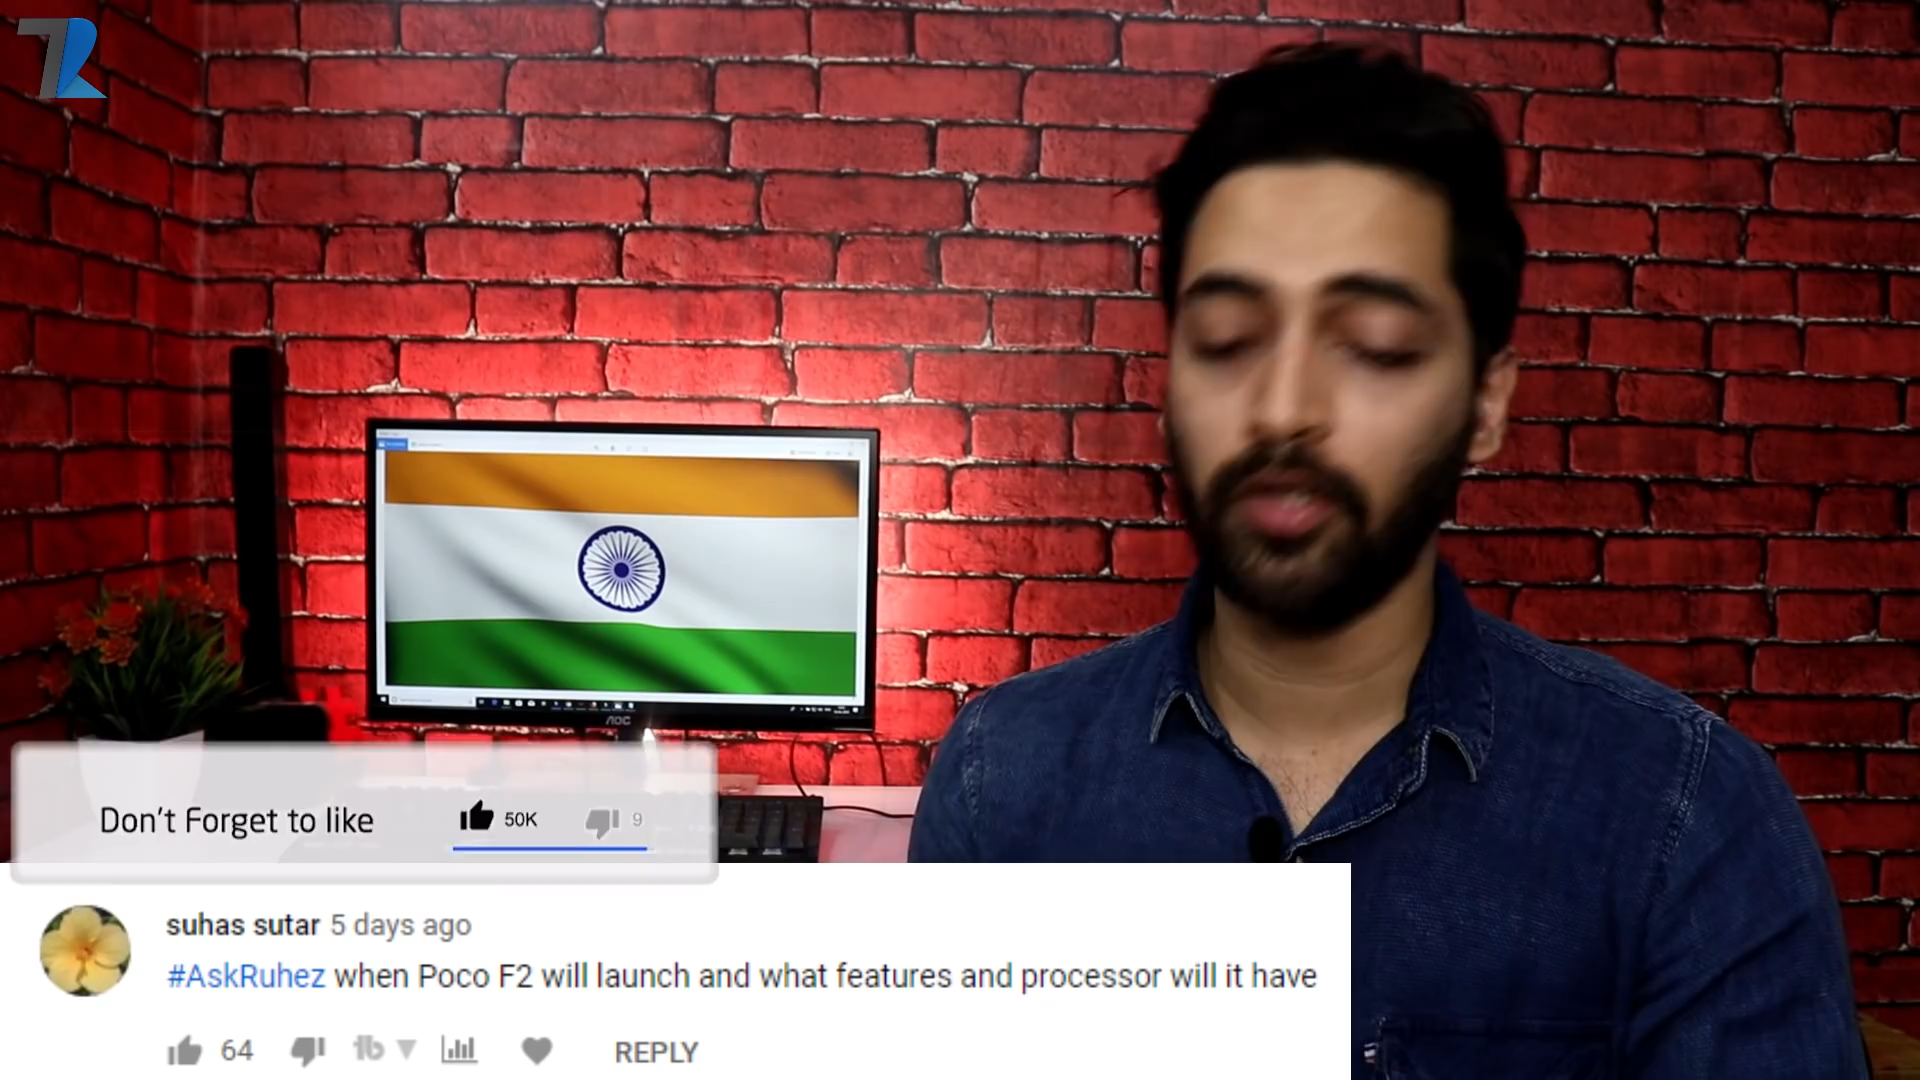 AOC
Don't Forget to like 50K 9
suhas sutar 5 days ago
#AskRuhez when Poco F2 will launch and what features and processor will it have
64 tb REPLY